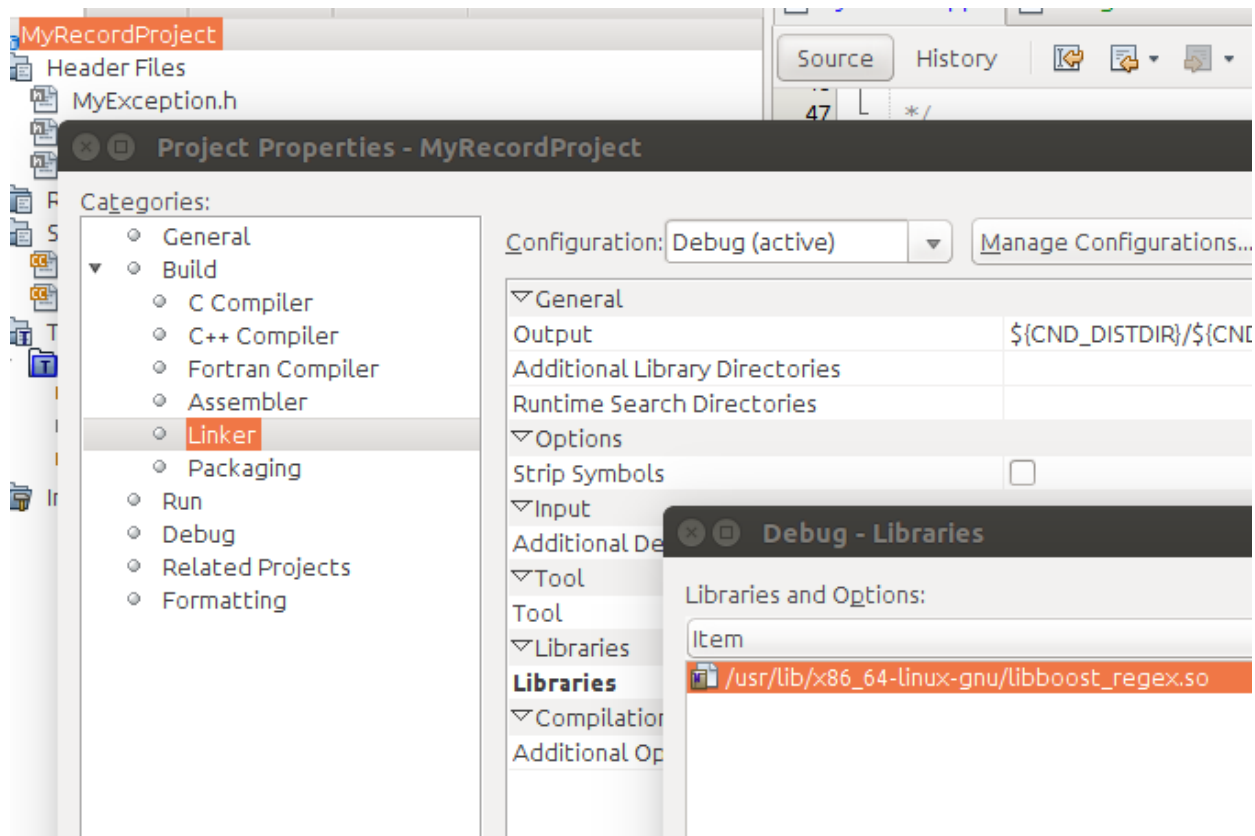 MyRecordProject
Header Files
MyException.h
Source History
47 */
Project Properties - MyRecordProject
Categories:
General
Build
C Compiler
C++ Compiler
Fortran Compiler
Assembler
Linker
Packaging
Run
Debug
Related Projects
Formatting
Configuration: Debug (active) Manage Configurations...
General
Output ${CND_DISTDIR}/${CND
Additional Library Directories
Runtime Search Directories
Options
Strip Symbols
Input
Additional De
Tool
Tool
Libraries
Libraries
Compilation
Additional Op
Debug - Libraries
Libraries and Options:
Item
/usr/lib/x86_64-linux-gnu/libboost_regex.so